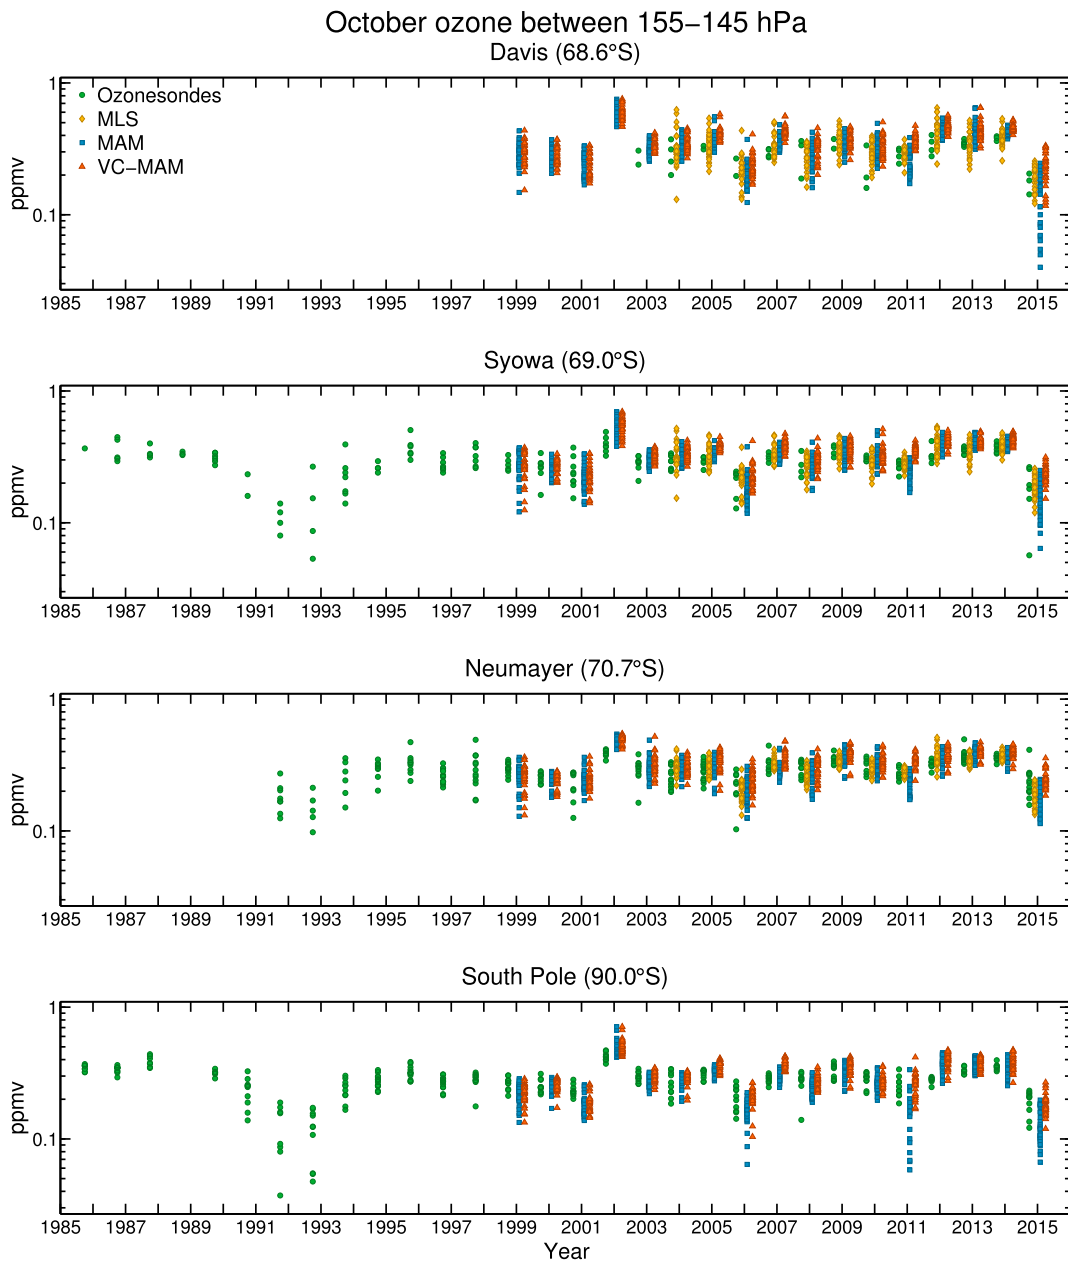 October ozone between 155−145 hPa
Davis (68.6°S)
1
Ozonesondes
MLS
MAM
VC−MAM
ppmv
0.1
1985 1987 1989 1991 1993 1995 1997 1999 2001 2003 2005 2007 2009 2011 2013 2015
Syowa (69.0°S)
1
ppmv
0.1
1985 1987 1989 1991 1993 1995 1997 1999 2001 2003 2005 2007 2009 2011 2013 2015
Neumayer (70.7°S)
1
ppmv
0.1
1985 1987 1989 1991 1993 1995 1997 1999 2001 2003 2005 2007 2009 2011 2013 2015
South Pole (90.0°S)
1
ppmv
0.1
1985 1987 1989 1991 1993 1995 1997 1999 2001 2003 2005 2007 2009 2011 2013 2015
Year